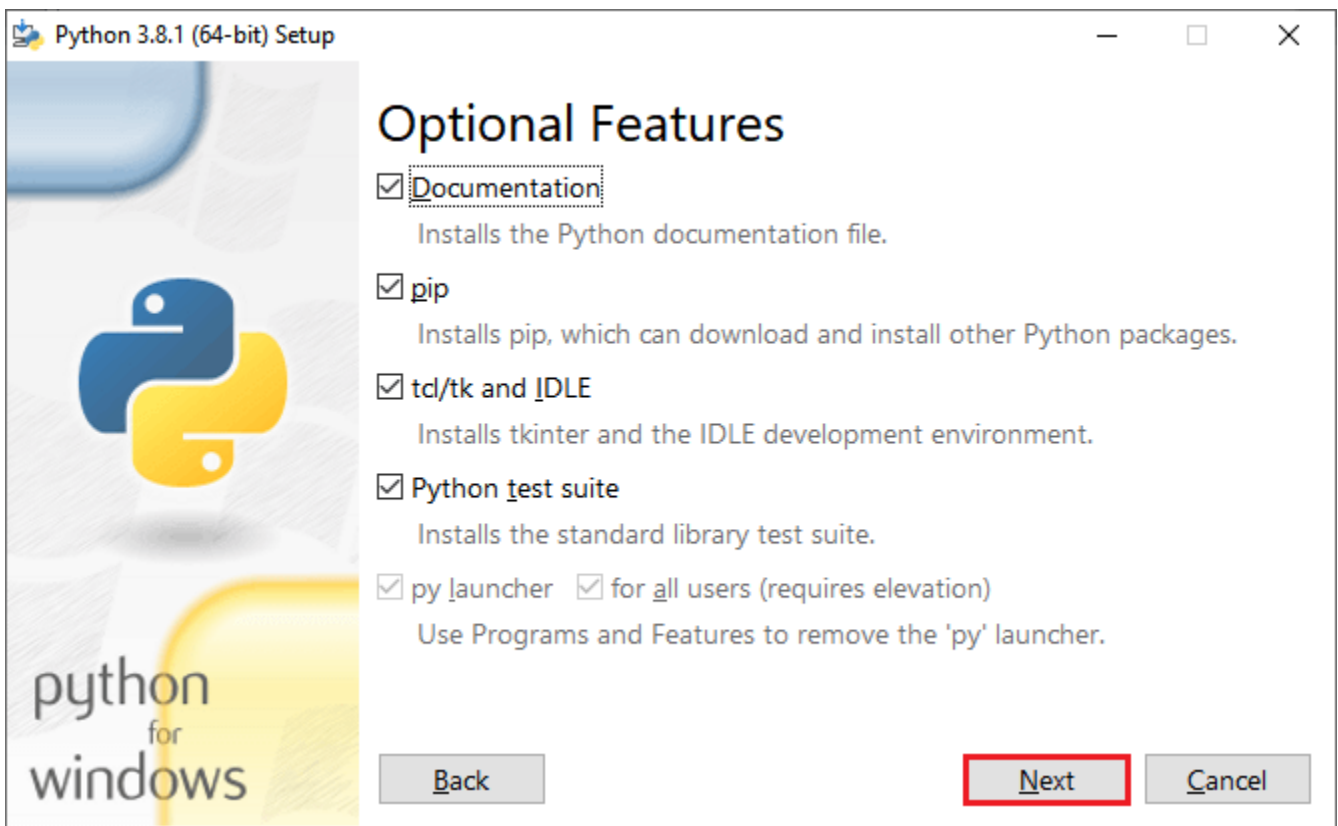 Python 3.8.1 (64-bit) Setup
Optional Features
Documentation
Installs the Python documentation file.
pip
Installs pip, which can download and install other Python packages.
tcl/tk and IDLE
Installs tkinter and the IDLE development environment.
Python test suite
Installs the standard library test suite.
py launcher for all users (requires elevation)
Use Programs and Features to remove the 'py' launcher.
python
for
windows
Back Next Cancel